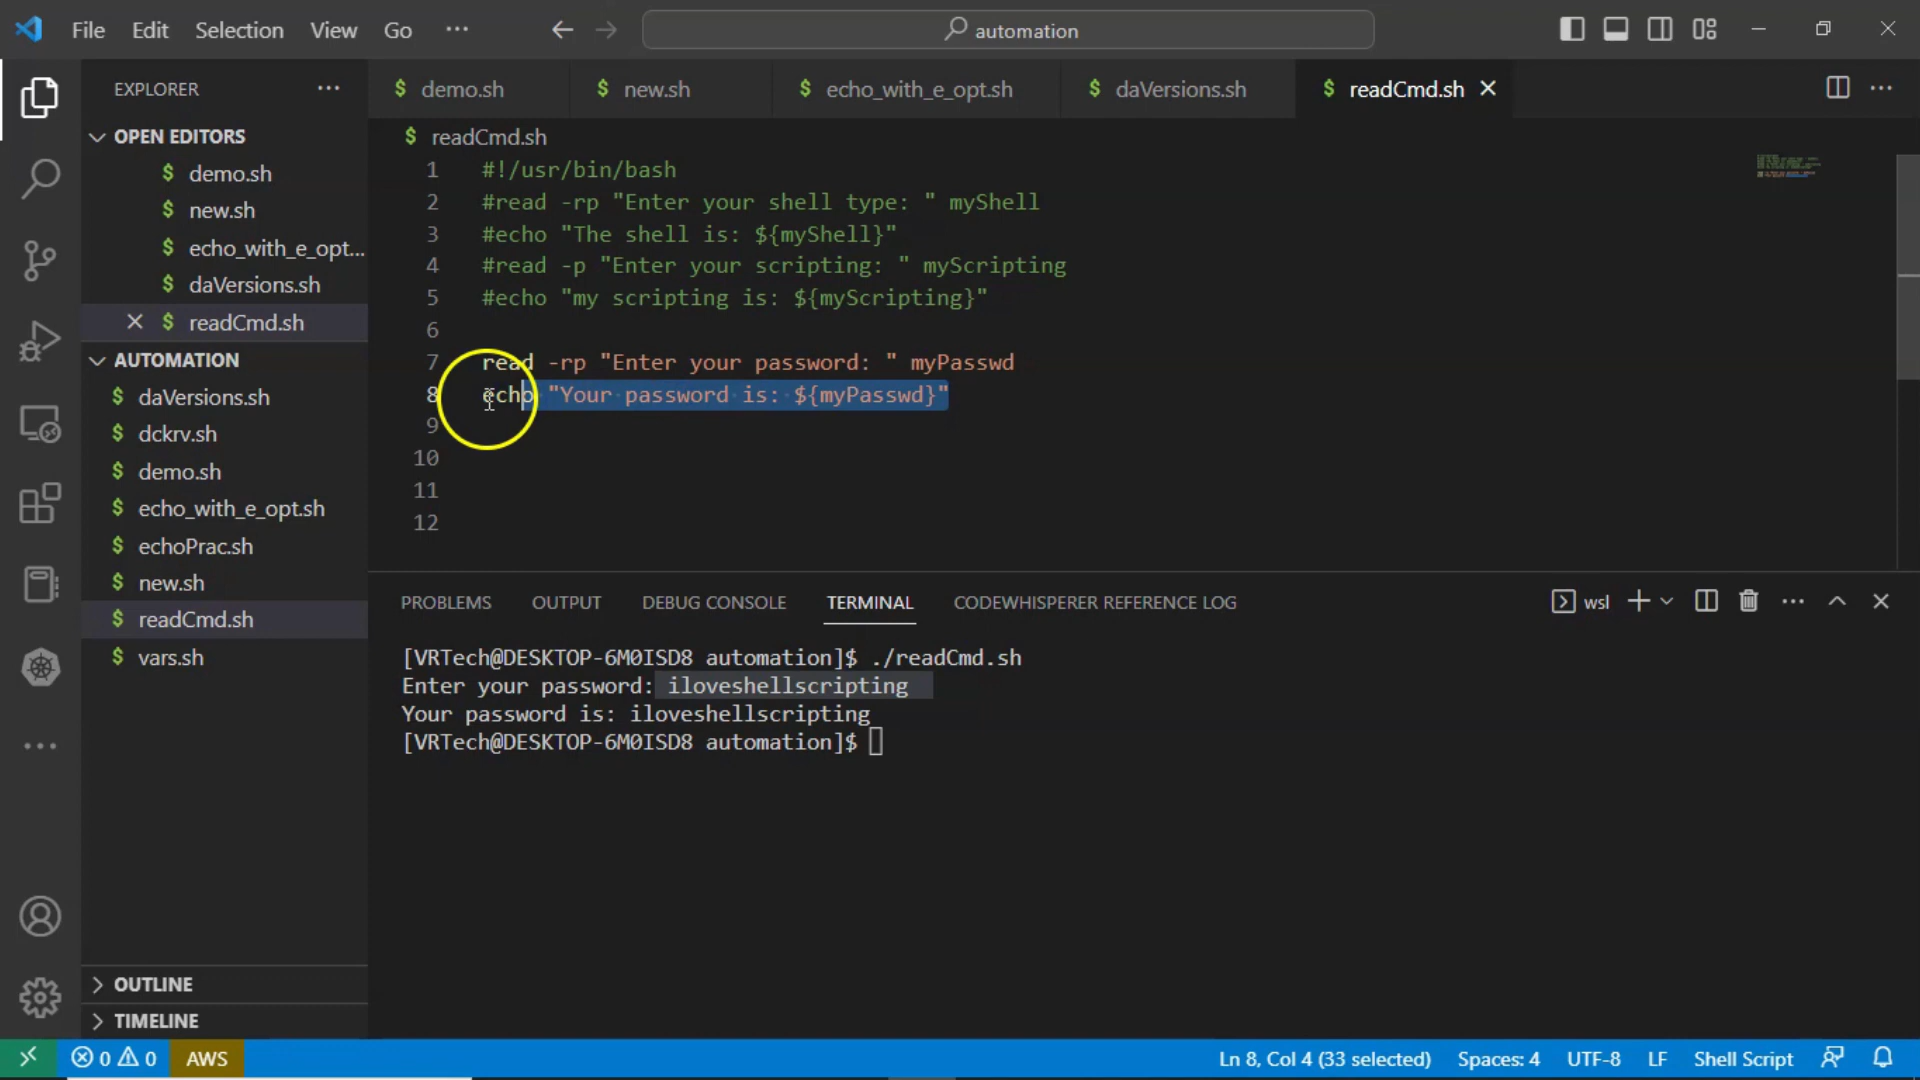 File Edit Selection View Go ··· automation
EXPLORER ···
OPEN EDITORS
$ demo.sh
$ new.sh
$ echo_with_e_opt...
$ daVersions.sh
$ readCmd.sh
AUTOMATION
$ daVersions.sh
$ dckrv.sh
$ demo.sh
$ echo_with_e_opt.sh
$ echoPrac.sh
$ new.sh
$ readCmd.sh
$ vars.sh
OUTLINE
TIMELINE
$ demo.sh $ new.sh $ echo_with_e_opt.sh $ daVersions.sh $ readCmd.sh
$ readCmd.sh
1 #!/usr/bin/bash
2 #read -rp "Enter your shell type: " myShell
3 #echo "The shell is: ${myShell}"
4 #read -p "Enter your scripting: " myScripting
5 #echo "my scripting is: ${myScripting}"
6
7 read -rp "Enter your password: " myPasswd
8 echo "Your password is: ${myPasswd}"
9
10
11
12
PROBLEMS OUTPUT DEBUG CONSOLE TERMINAL CODEWHISPERER REFERENCE LOG wsl
[VRTech@DESKTOP-6M0ISD8 automation]$ ./readCmd.sh
Enter your password: iloveshellscripting
Your password is: iloveshellscripting
[VRTech@DESKTOP-6M0ISD8 automation]$
0 0 AWS Ln 8, Col 4 (33 selected) Spaces: 4 UTF-8 LF Shell Script